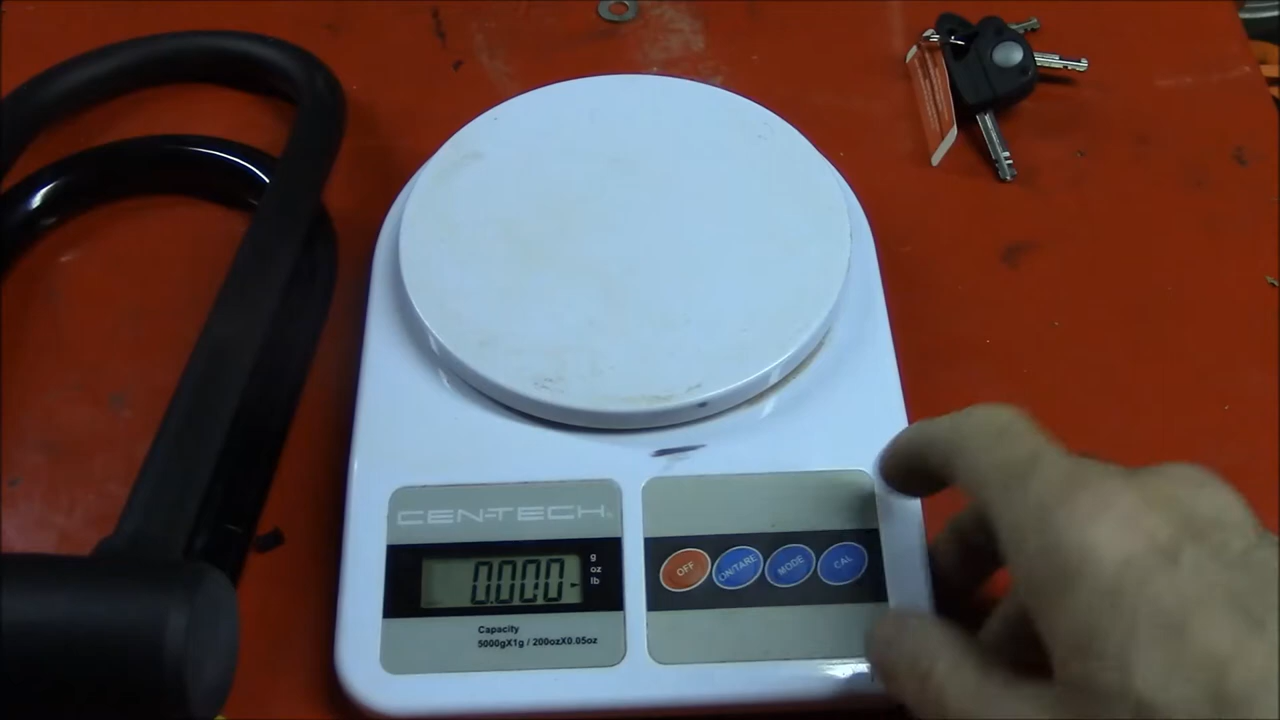 CEN-TECH
0.000
g
oz
lb
Capacity
5000gX1g / 200ozX0.05oz
OFF
ON/TARE
MODE
CAL